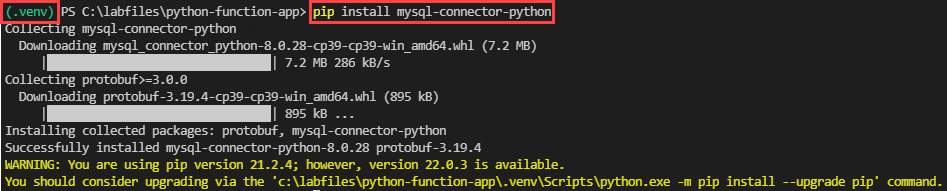 (.venv) PS C:\labfiles\python-function-app> pip install mysql-connector-python
Collecting mysql-connector-python
  Downloading mysql_connector_python-8.0.28-cp39-cp39-win_amd64.whl (7.2 MB)
     |                                | 7.2 MB 286 kB/s
Collecting protobuf>=3.0.0
  Downloading protobuf-3.19.4-cp39-cp39-win_amd64.whl (895 kB)
     |                                | 895 kB ...
Installing collected packages: protobuf, mysql-connector-python
Successfully installed mysql-connector-python-8.0.28 protobuf-3.19.4
WARNING: You are using pip version 21.2.4; however, version 22.0.3 is available.
You should consider upgrading via the 'c:\labfiles\python-function-app\.venv\Scripts\python.exe -m pip install --upgrade pip' command.